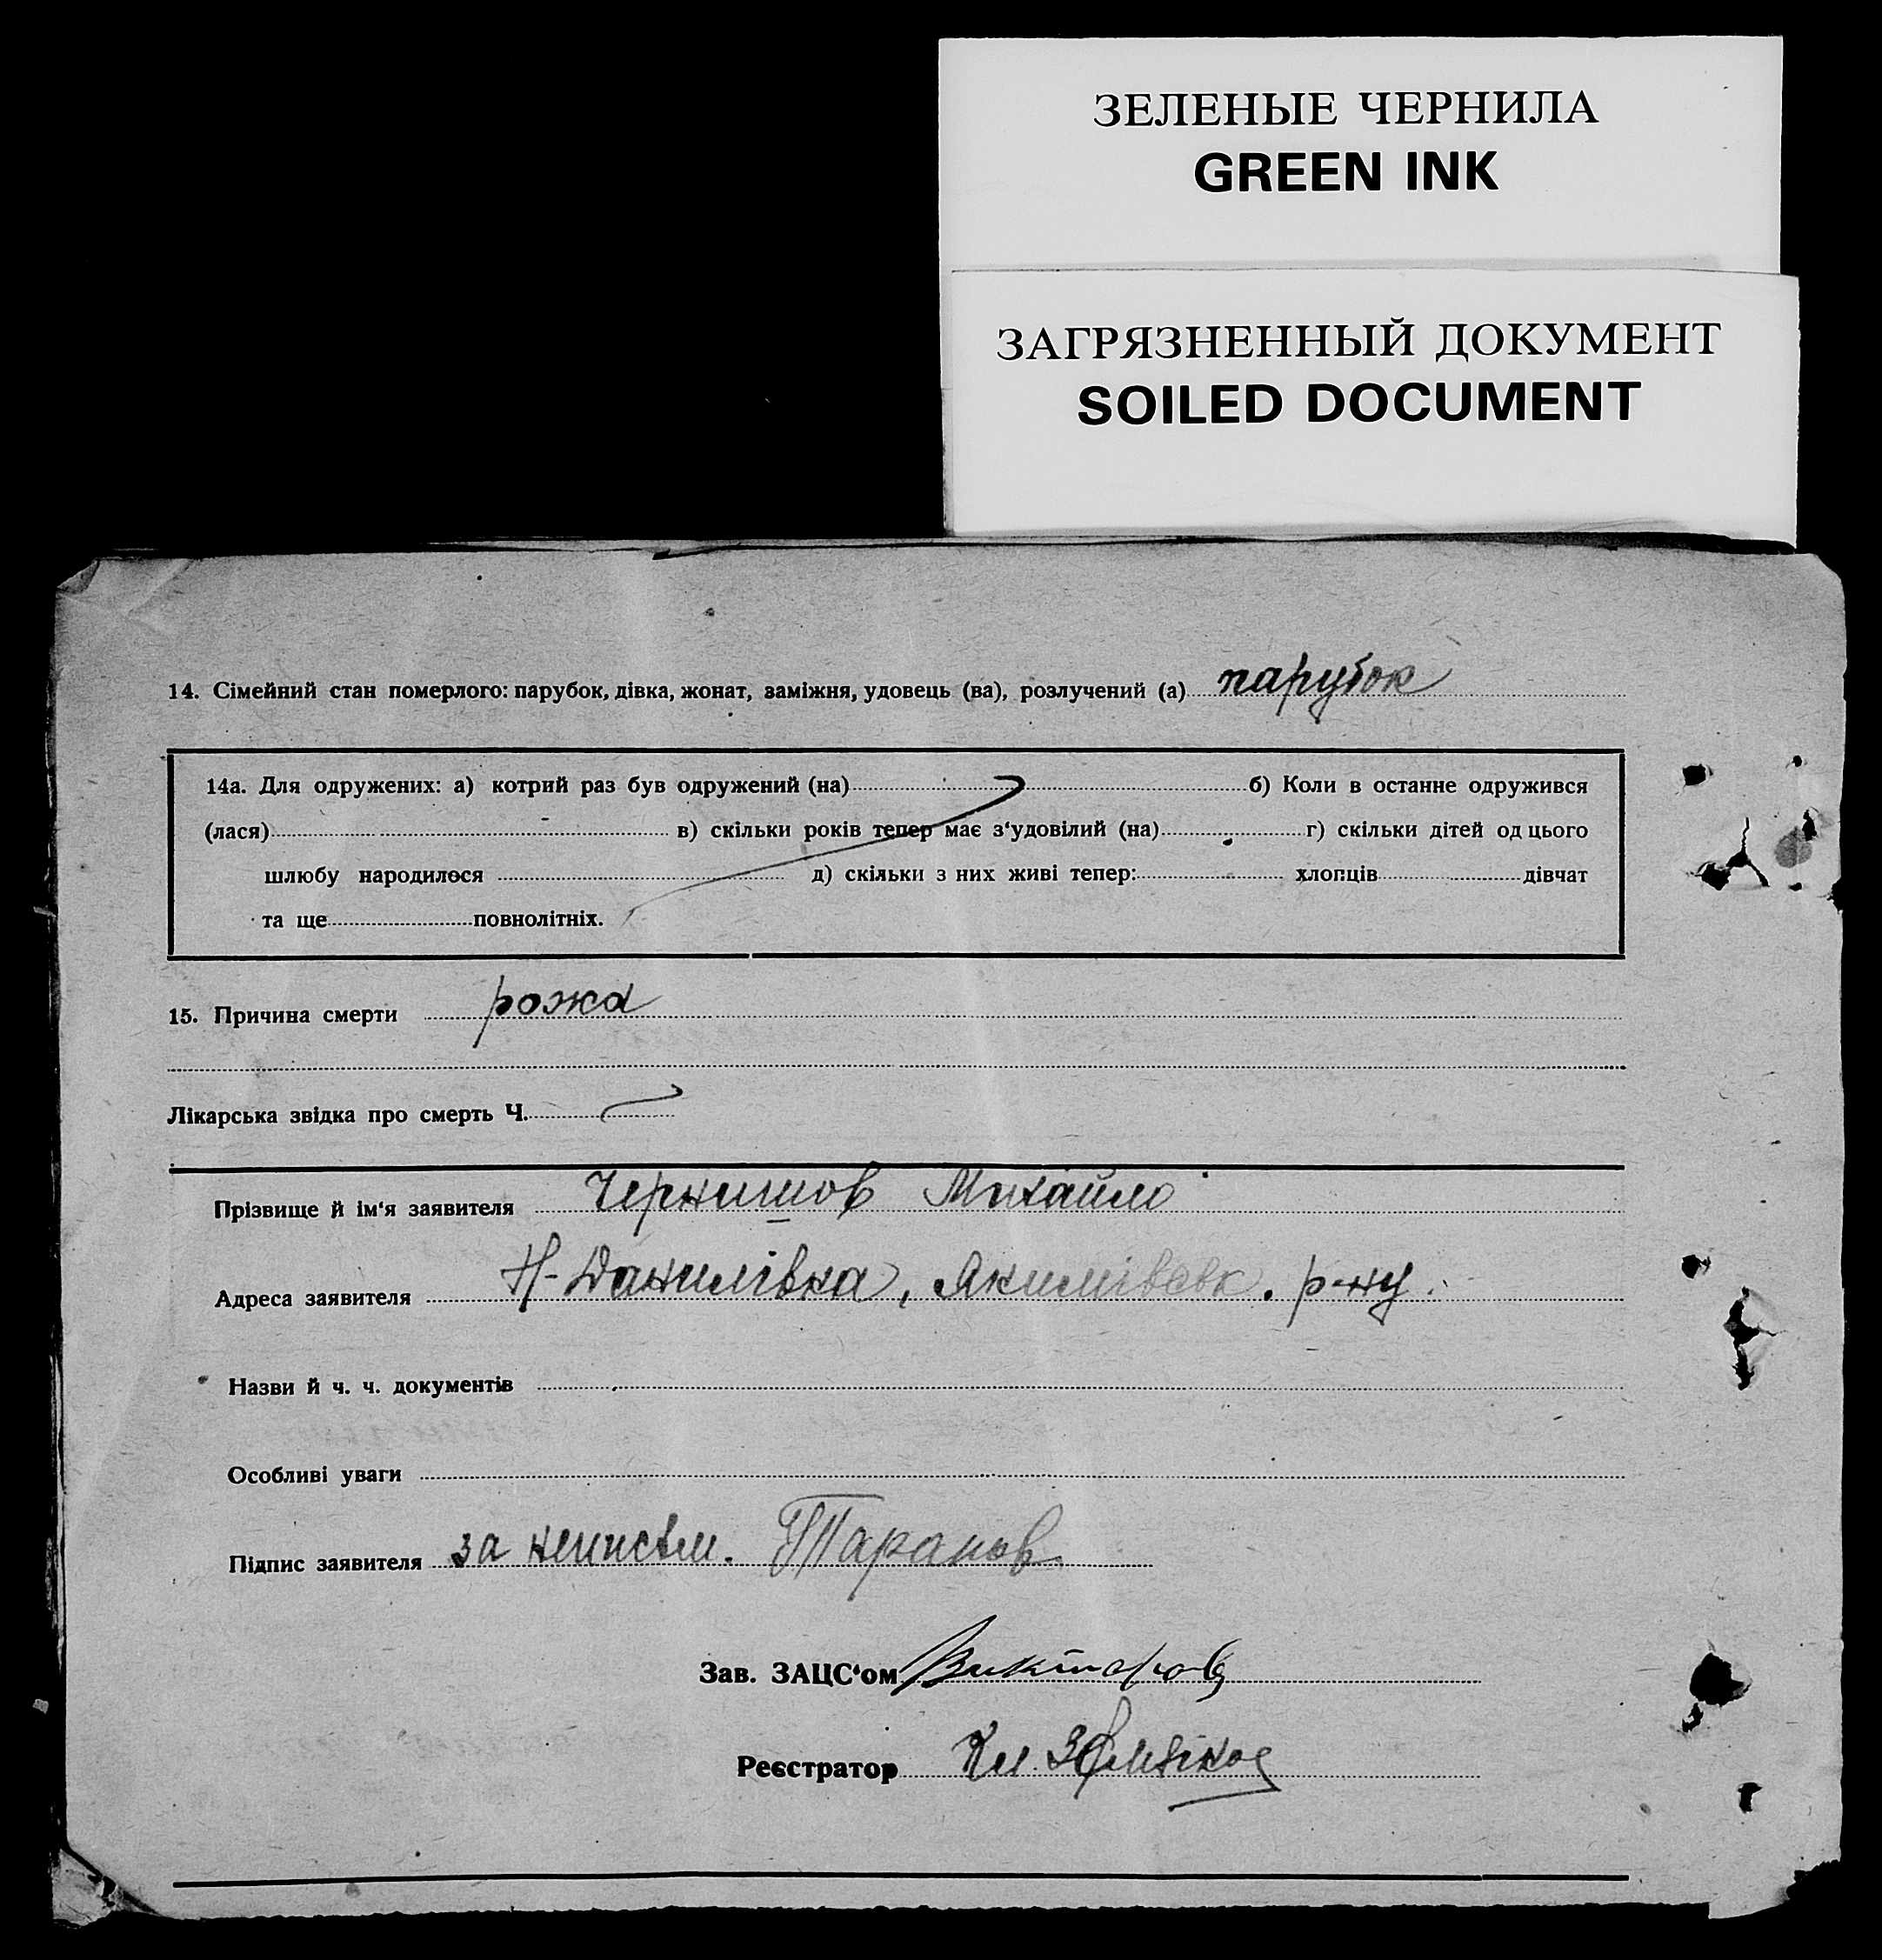 ЗЕЛЕНЫЕ ЧЕРНИЛА
GREEN INK
ЗАГРЯЗНЕННЫЙ ДОКУМЕНТ
SOILED DOCUMENT
14. Сімейний стан померлого: парубок, дівка, жонат, заміжня, удовець (ва), розлучений (а) парубок
14а. Для одружених: а) котрий раз був одружений (на) б) Коли в останне одружився
(лася) в) скільки років тепер має з‘удовілий (на) г) скільки дітей од цього
шлюбу народилося д) скільки з них живі тепер: хлопців дівчат
та ще повнолітніх.
15. Причина смерти рожа
Лікарська звідка про смерть Ч.
Прізвище й ім‘я заявителя Чернишов Михайло
Адреса заявителя Н-Данилівка, Якимівськ. р-ну.
Назви й ч. ч. документів
Особливі уваги
Підпис заявителя за неписьм. Таранов
Зав. ЗАЦС‘ом
Реєстратор